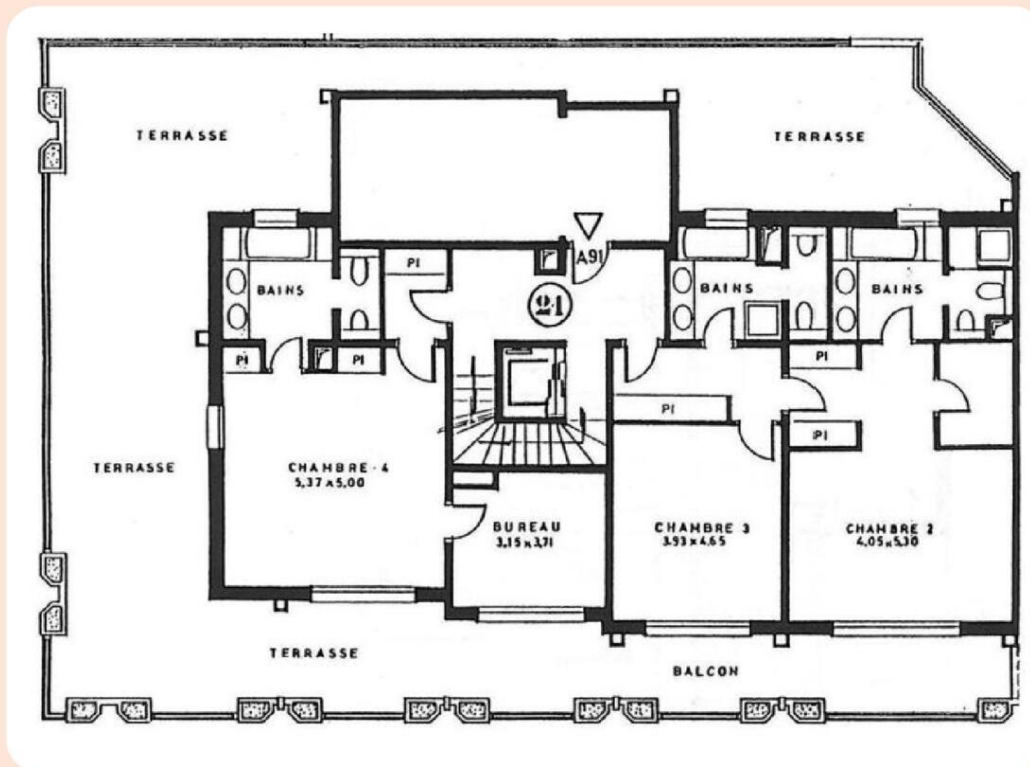 TERRASSE
TERRASSE
PI
A91
BAINS
21
BAINS
BAINS
PI
PI
PI
PI
PI
TERRASSE
CHAMBRE-4
5,37 x 5,00
BUREAU
3,15 x 3,71
CHAMBRE 3
3.93 x 4,65
CHAMBRE 2
4,05 x 5,30
TERRASSE
BALCON